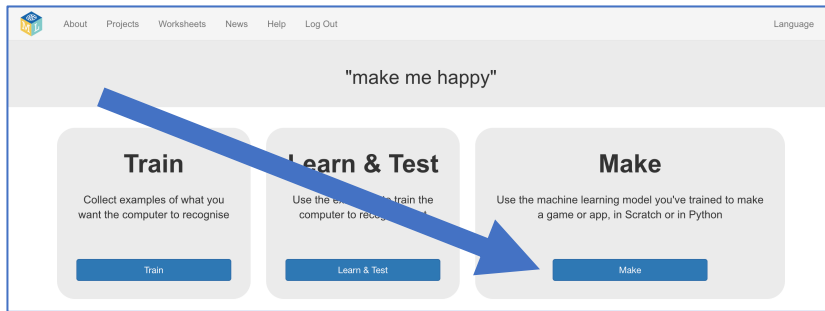 ML
About Projects Worksheets News Help Log Out Language
"make me happy"
Train
Collect examples of what you
want the computer to recognise
Train
Learn & Test
Use the to train the
computer to
Learn & Test
Make
Use the machine learning model you've trained to make
a game or app, in Scratch or in Python
Make